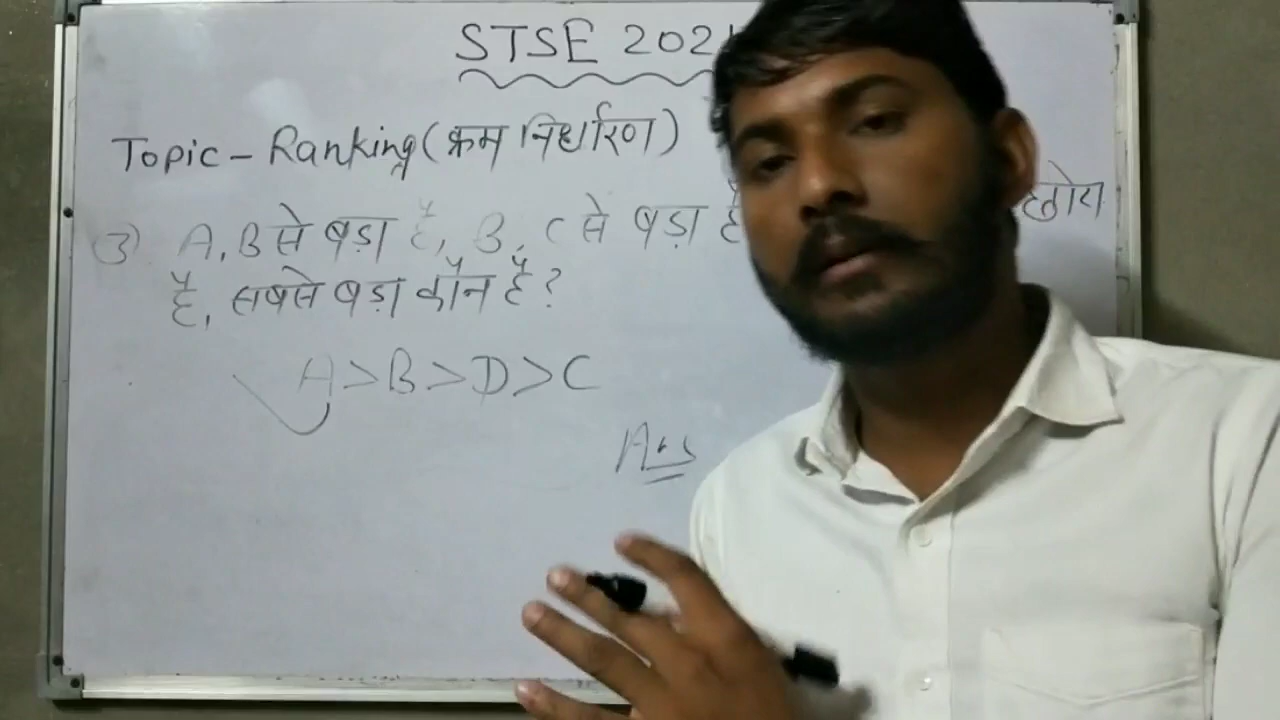 STSE 202
Topic - Ranking (क्रम निर्धारण)
3) A, B से बड़ा है, B, C से बड़ा है छोटा
है, सबसे बड़ा कौन है?
A > B > D > C
Ans